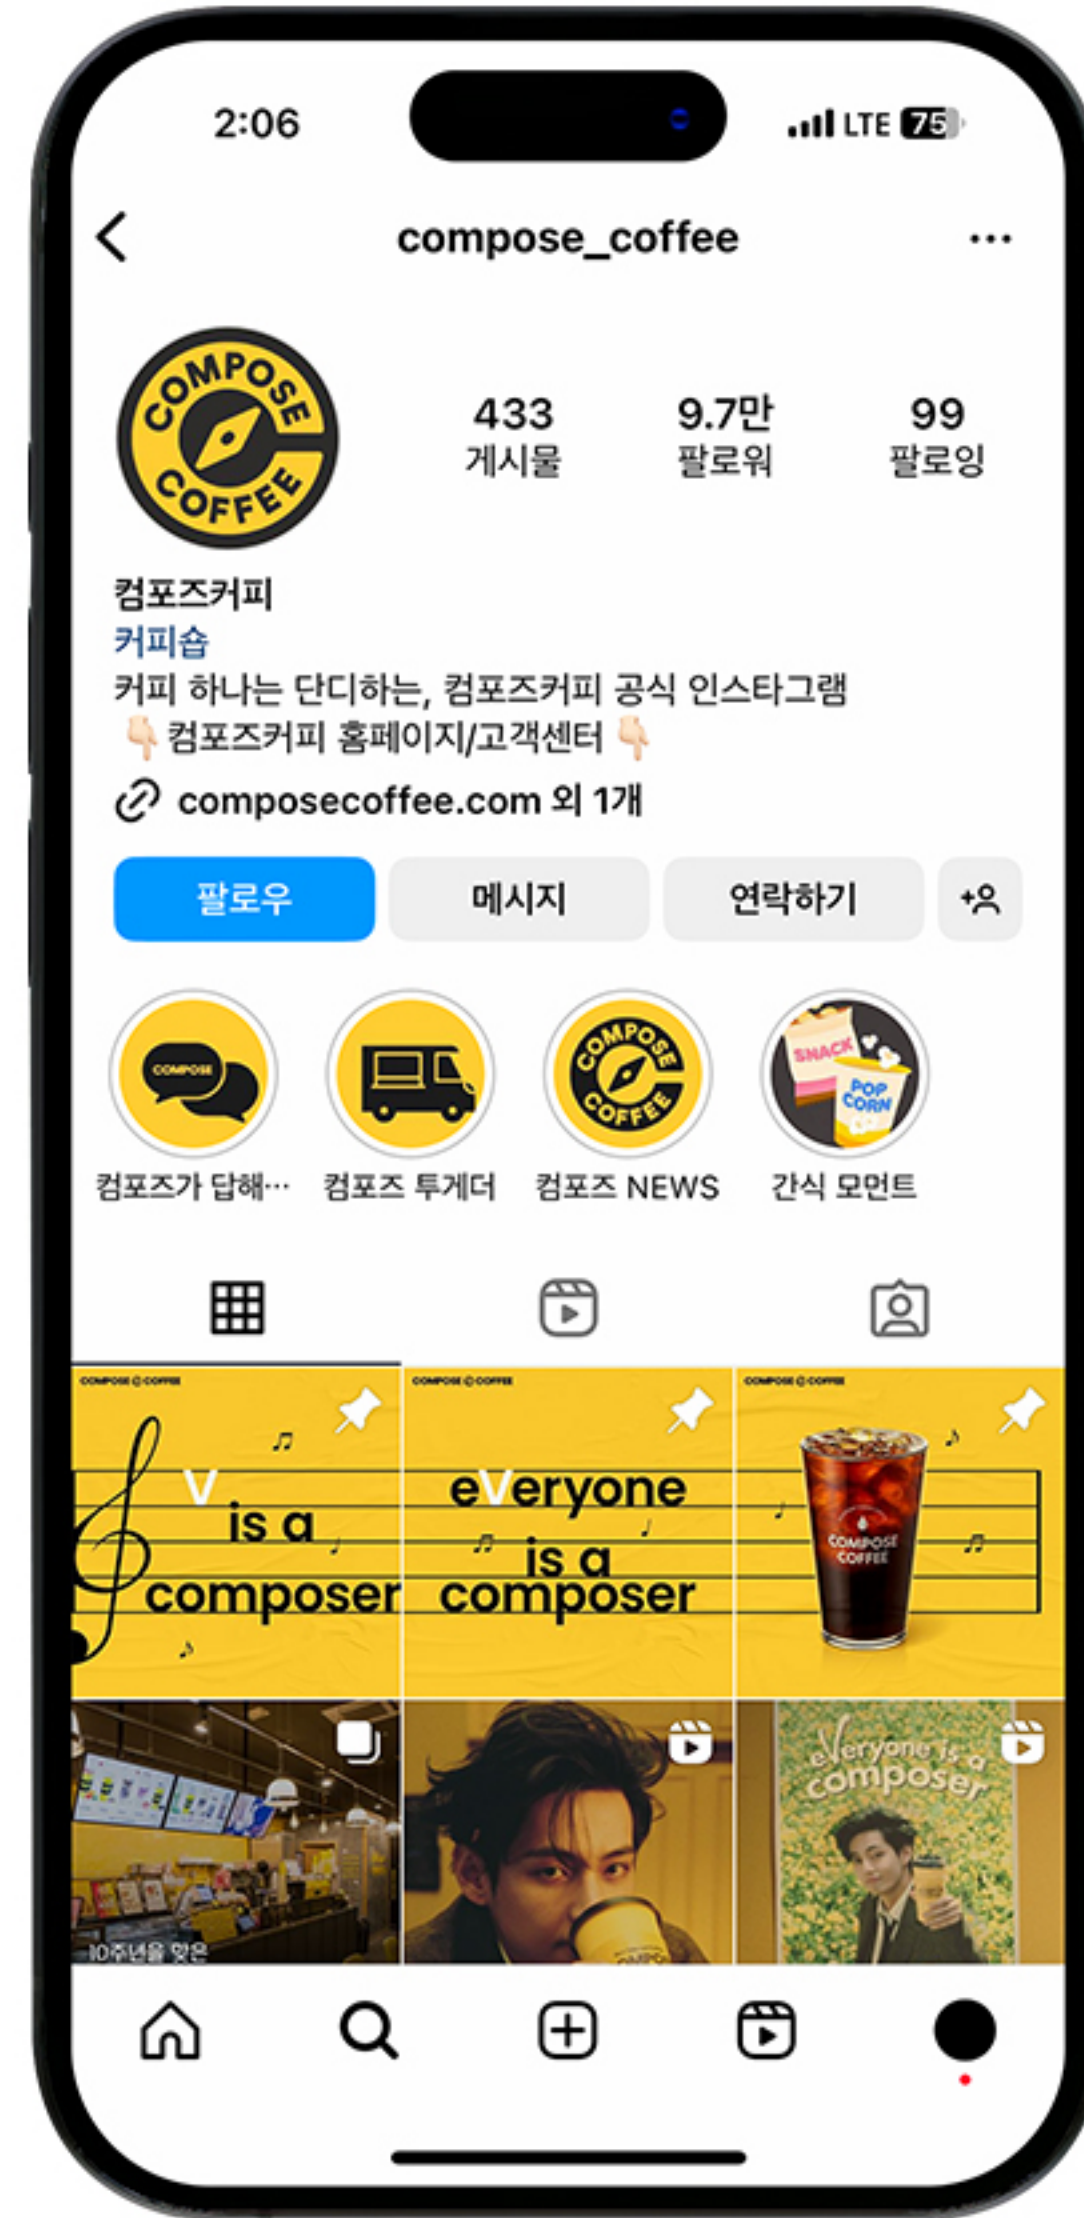 2:06
LTE 75
compose_coffee
COMPOSE COFFEE
433 9.7만 99
게시물 팔로워 팔로잉
컴포즈커피
커피숍
커피 하나는 단디하는, 컴포즈커피 공식 인스타그램
👇🏻 컴포즈커피 홈페이지/고객센터 👇🏻
composecoffee.com 외 1개
팔로우 메시지 연락하기
COMPOSE
COMPOSE COFFEE
SNACK
POP
CORN
컴포즈가 답해… 컴포즈 투게더 컴포즈 NEWS 간식 모먼트
COMPOSE COFFEE COMPOSE COFFEE COMPOSE COFFEE
V
is a
composer
eVeryone
is a
composer
COMPOSE
COFFEE
10주년을 맞은
eVeryone is a
composer